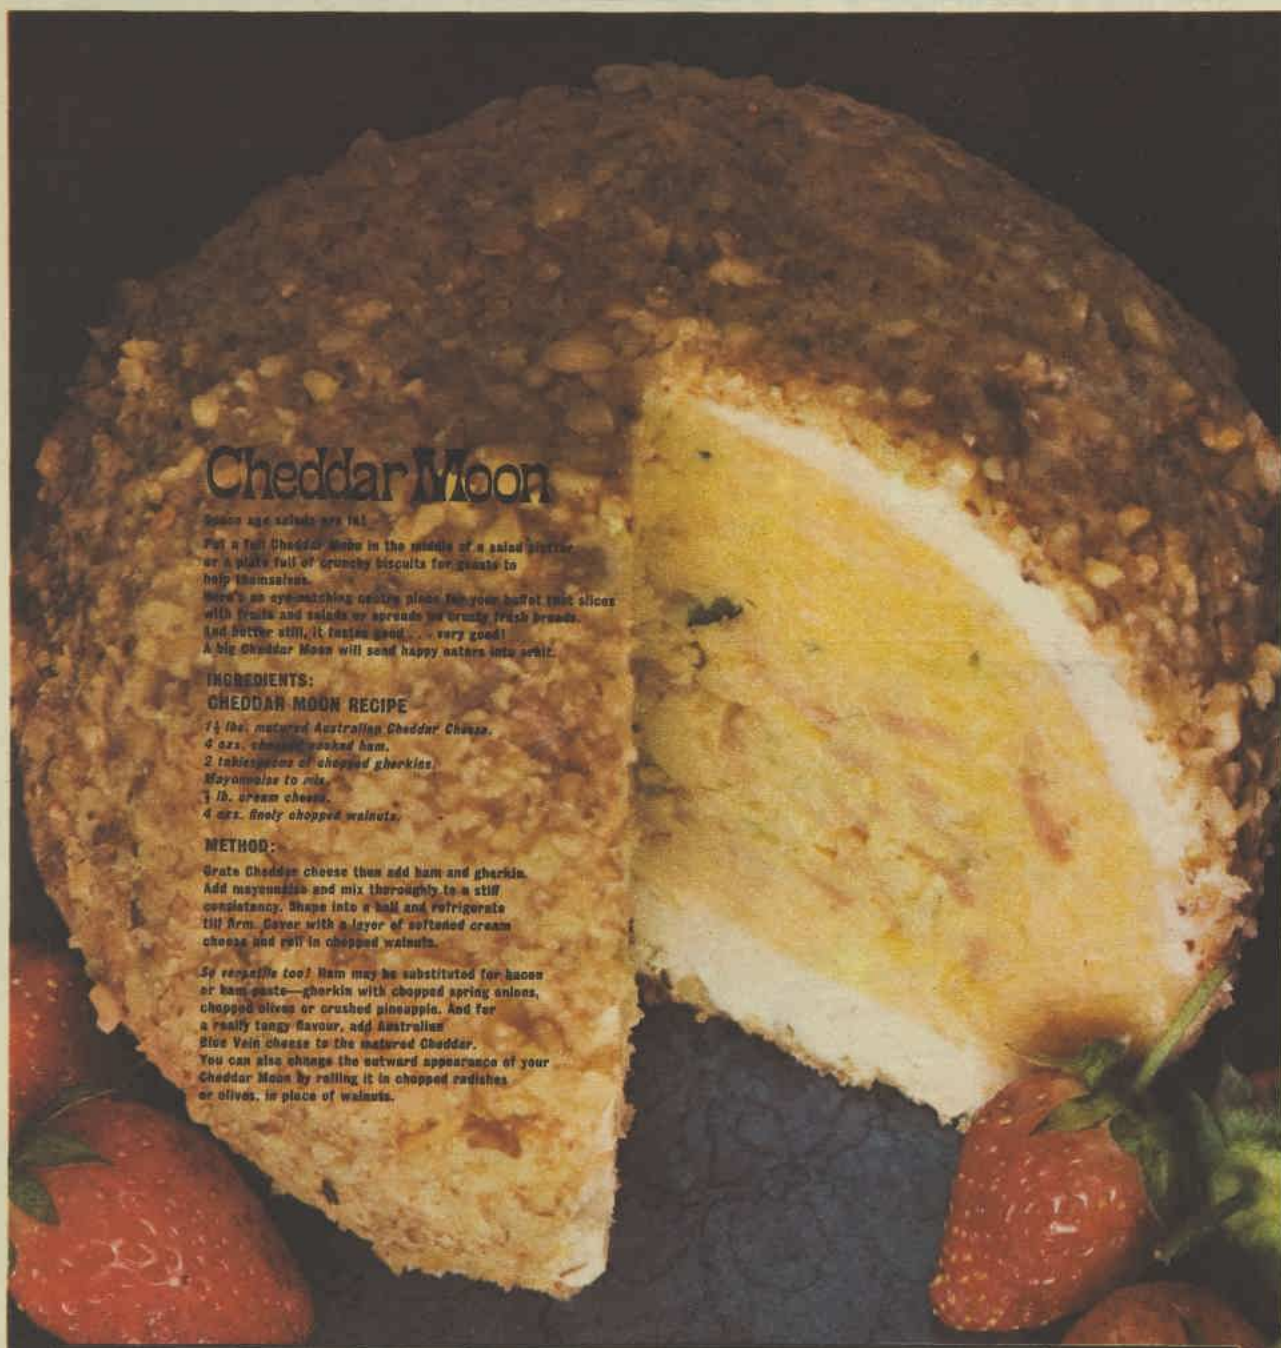 Cheddar Moon
Space age salads are in!
Put a full Cheddar Moon in the middle of a salad platter
or a plate full of crunchy biscuits for guests to
help themselves.
Here's an eye-catching centre piece for your buffet that slices
with fruits and salads or spreads on crusty fresh breads.
And better still, it tastes good . . . very good!
A big Cheddar Moon will send happy eaters into orbit.
INGREDIENTS:
CHEDDAR MOON RECIPE
1½ lbs. matured Australian Cheddar Cheese.
4 ozs. chopped cooked ham.
2 tablespoons of chopped gherkins.
Mayonnaise to mix.
lb. cream cheese.
4 ozs. finely chopped walnuts.
METHOD:
Grate Cheddar cheese then add ham and gherkin.
Add mayonnaise and mix thoroughly to a stiff
consistency. Shape into a ball and refrigerate
till firm. Cover with a layer of softened cream
cheese and roll in chopped walnuts.
So versatile too! Ham may be substituted for bacon
or ham paste—gherkin with chopped spring onions,
chopped olives or crushed pineapple. And for
a really tangy flavour, add Australian
Blue Vein cheese to the matured Cheddar.
You can also change the outward appearance of your
Cheddar Moon by rolling it in chopped radishes
or olives, in place of walnuts.